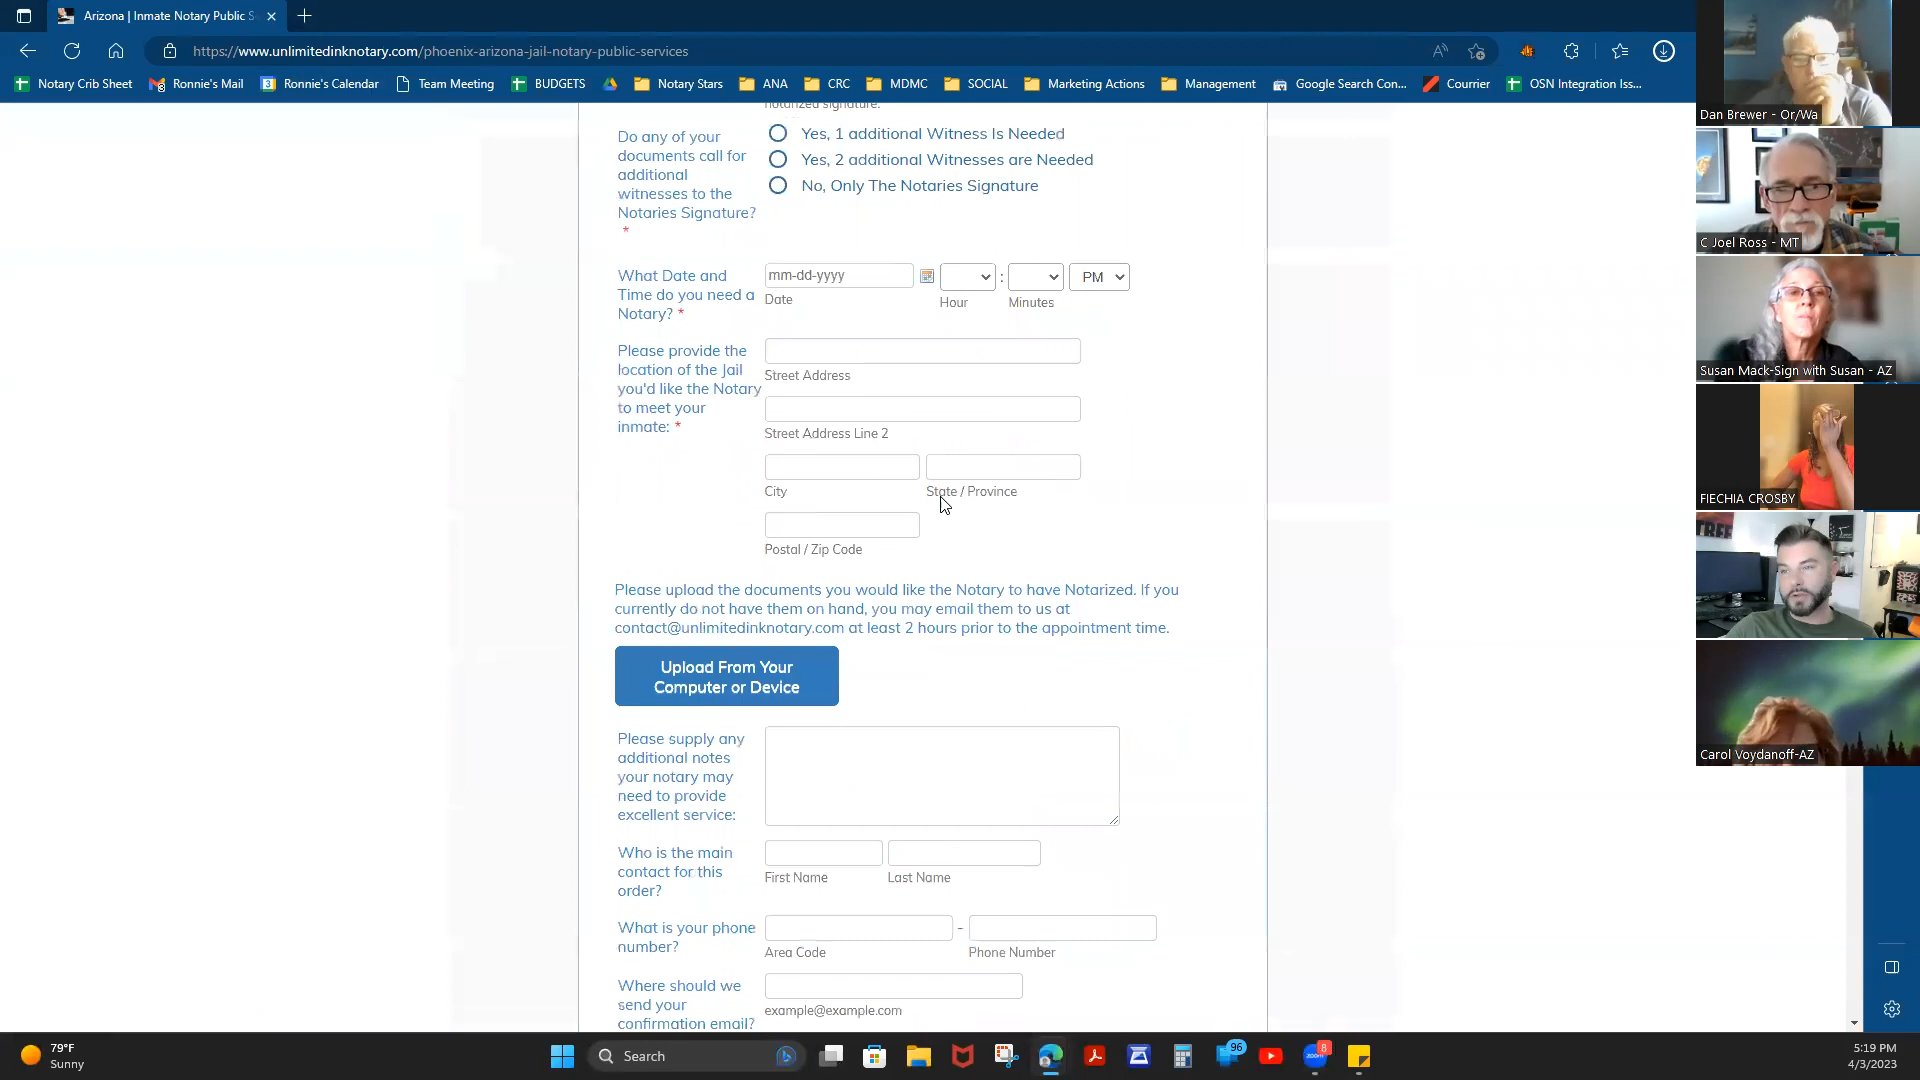 Arizona | Inmate Notary Public S
https://www.unlimitedinknotary.com/phoenix-arizona-jail-notary-public-services
Notary Crib Sheet
Ronnie's Mail
Ronnie's Calendar
Team Meeting
BUDGETS
Notary Stars
ANA
CRC
MDMC
SOCIAL
Marketing Actions
Management
Google Search Con...
Courrier
OSN Integration Iss...
notarized signature.
Do any of your
documents call for
additional
witnesses to the
Notaries Signature?
*
Yes, 1 additional Witness Is Needed
Yes, 2 additional Witnesses are Needed
No, Only The Notaries Signature
What Date and
Time do you need a
Notary? *
mm-dd-yyyy
:
PM
Date
Hour
Minutes
Please provide the
location of the Jail
you'd like the Notary
to meet your
inmate: *
Street Address
Street Address Line 2
City
State / Province
Postal / Zip Code
Please upload the documents you would like the Notary to have Notarized. If you
currently do not have them on hand, you may email them to us at
contact@unlimitedinknotary.com at least 2 hours prior to the appointment time.
Upload From Your
Computer or Device
Please supply any
additional notes
your notary may
need to provide
excellent service:
Who is the main
contact for this
order?
First Name
Last Name
What is your phone
number?
-
Area Code
Phone Number
Where should we
send your
confirmation email?
example@example.com
Dan Brewer - Or/Wa
C Joel Ross - MT
Susan Mack-Sign with Susan - AZ
FIECHIA CROSBY
Carol Voydanoff-AZ
79°F
Sunny
Search
96
8
5:19 PM
4/3/2023